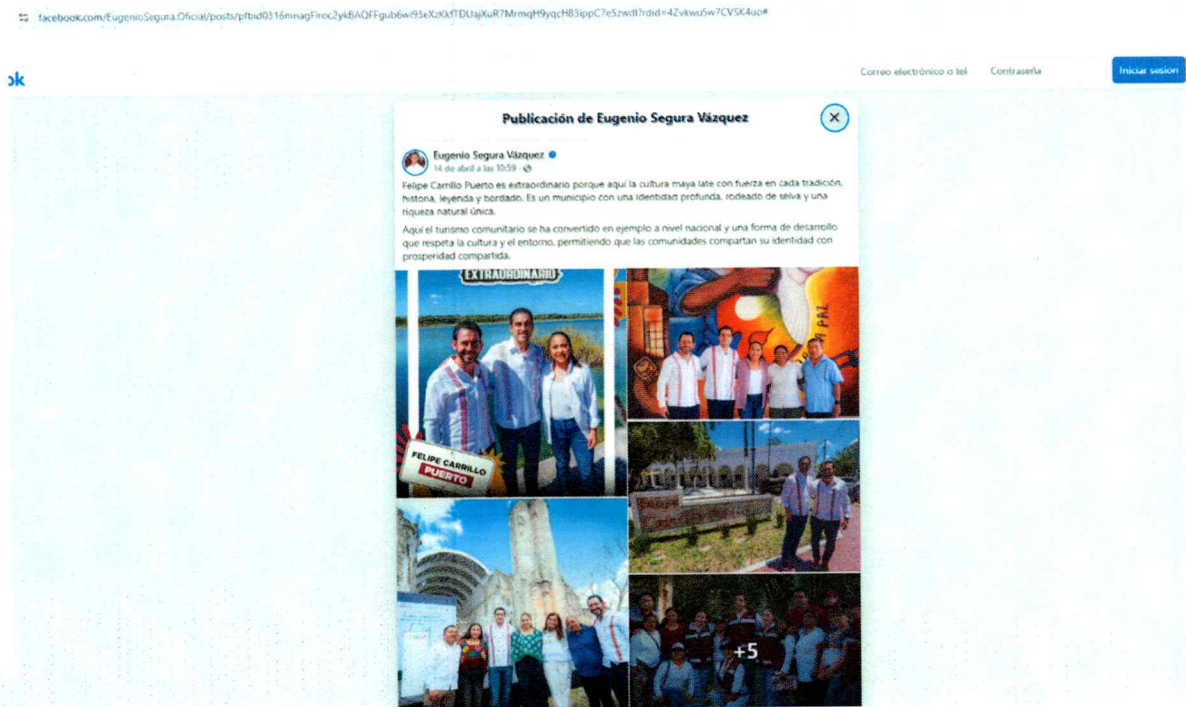 facebook.com/EugenioSegura.Oficial/posts/
ok
Correo electrónico o tel Contraseña Iniciar sesión
Publicación de Eugenio Segura Vázquez
Eugenio Segura Vázquez
14 de abril a las 10:59
Felipe Carrillo Puerto es extraordinario porque aquí la cultura maya late con fuerza en cada tradición,
historia, leyenda y bordado. Es un municipio con una identidad profunda, rodeado de selva y una
riqueza natural única.
Aquí el turismo comunitario se ha convertido en ejemplo a nivel nacional y una forma de desarrollo
que respeta la cultura y el entorno, permitiendo que las comunidades compartan su identidad con
prosperidad compartida.
EXTRAORDINARIO
PAZ
FELIPE CARRILLO
PUERTO
+5